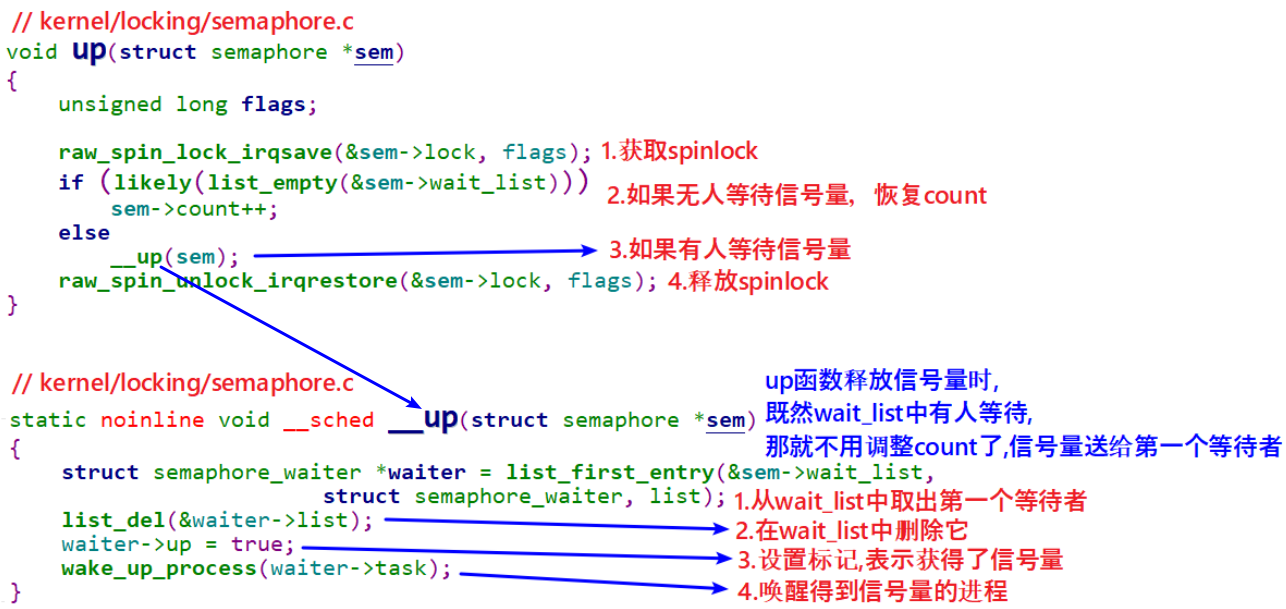 // kernel/locking/semaphore.c
void up(struct semaphore *sem)
{
unsigned long flags;
raw_spin_lock_irqsave(&sem->lock, flags); 1.获取spinlock
if (likely(list_empty(&sem->wait_list)))
2.如果无人等待信号量, 恢复count
sem->count++;
else
__up(sem); 3.如果有人等待信号量
raw_spin_unlock_irqrestore(&sem->lock, flags); 4.释放spinlock
}
// kernel/locking/semaphore.c
up函数释放信号量时,
既然wait_list中有人等待,
那就不用调整count了,信号量送给第一个等待者
static noinline void __sched __up(struct semaphore *sem)
{
struct semaphore_waiter *waiter = list_first_entry(&sem->wait_list,
struct semaphore_waiter, list); 1.从wait_list中取出第一个等待者
list_del(&waiter->list); 2.在wait_list中删除它
waiter->up = true; 3.设置标记,表示获得了信号量
wake_up_process(waiter->task); 4.唤醒得到信号量的进程
}